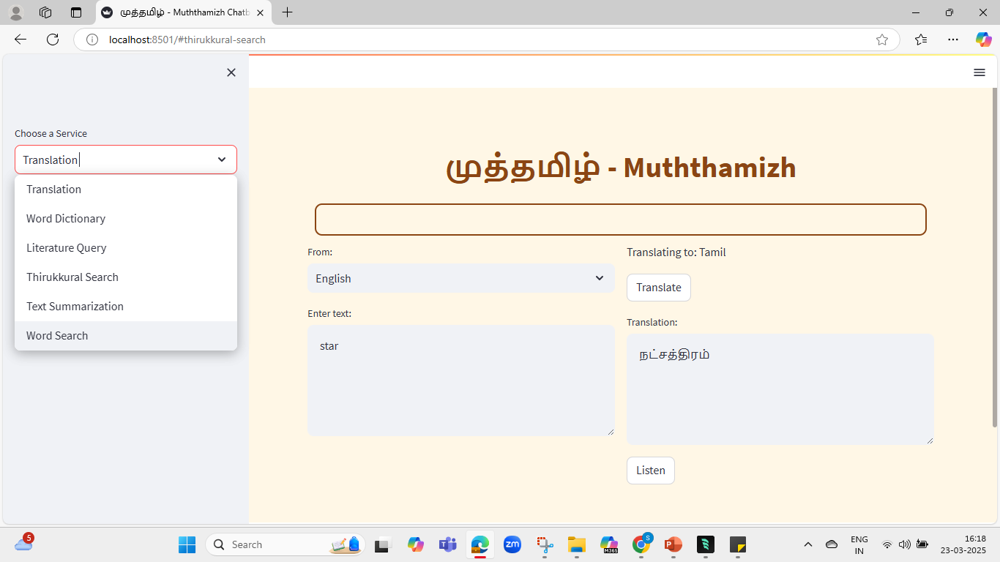 முத்தமிழ் - Muththamizh Chatb
localhost:8501/#thirukkural-search
Choose a Service
Translation
Translation
Word Dictionary
Literature Query
Thirukkural Search
Text Summarization
Word Search
முத்தமிழ் - Muththamizh
From:
English
Enter text:
star
Translating to: Tamil
Translate
Translation:
நட்சத்திரம்
Listen
5
Search
zm
M365
S
ENG
IN
16:18
23-03-2025